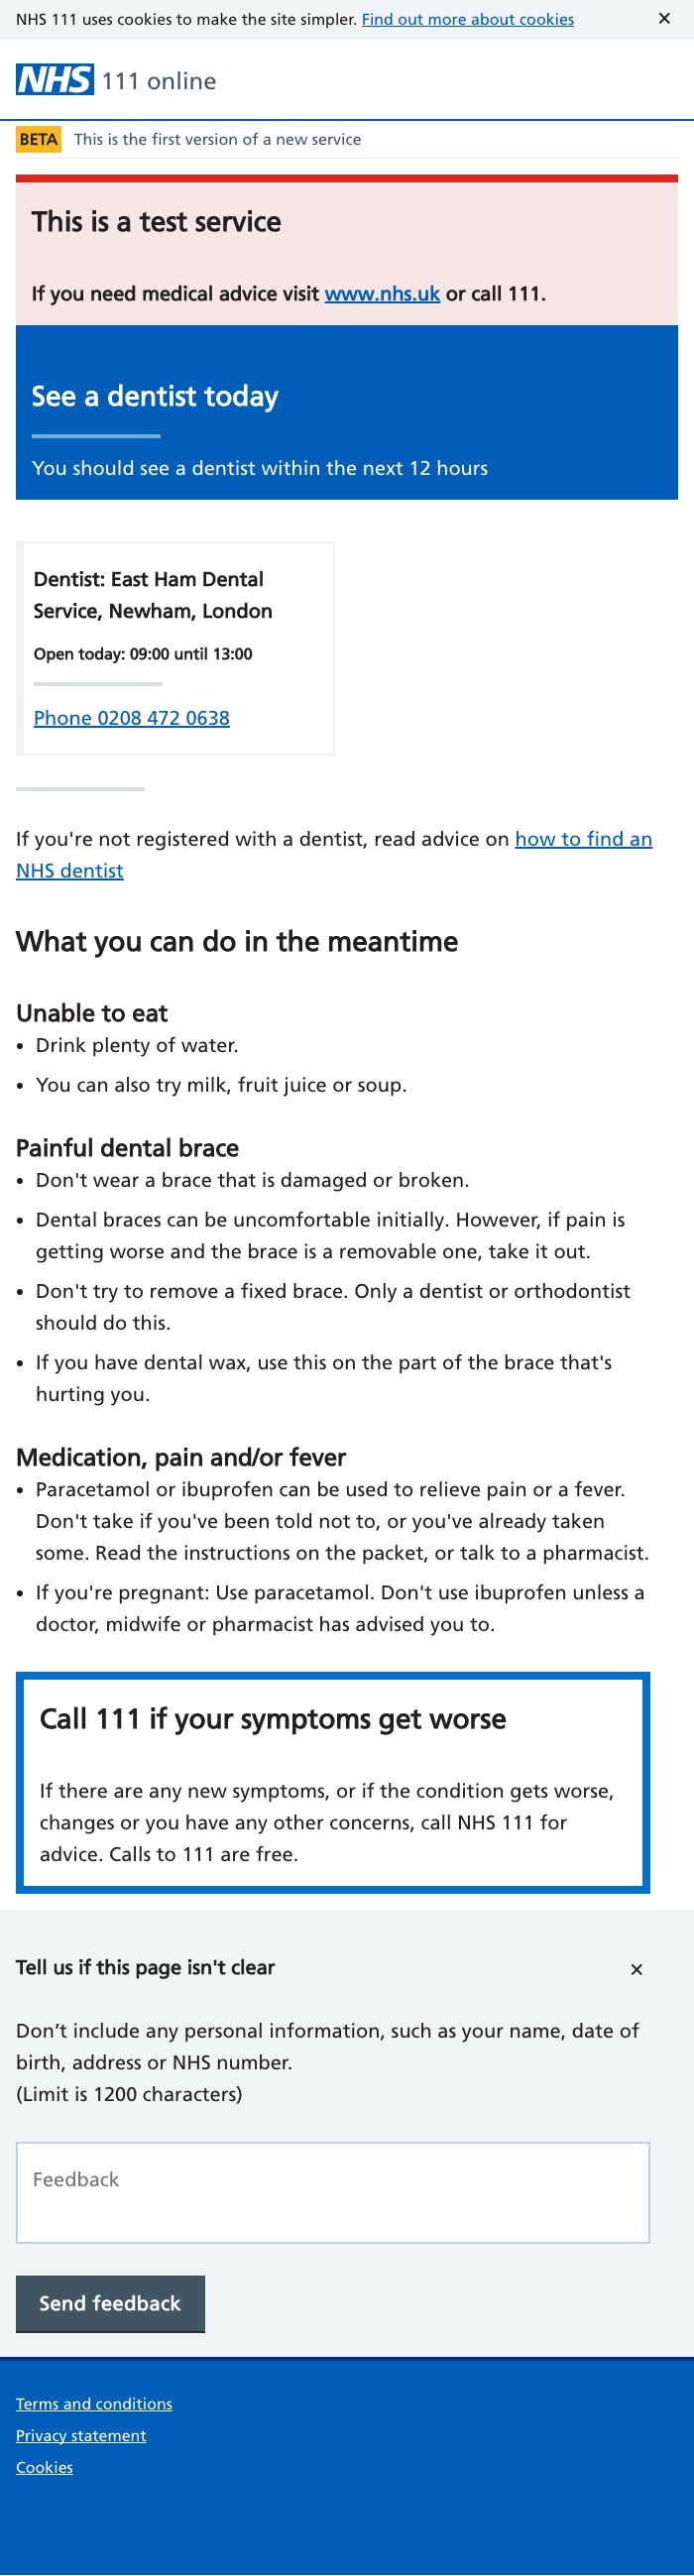 NHS 111 uses cookies to make the site simpler. Find out more about cookies ×
NHS 111 online
BETA This is the first version of a new service
This is a test service
If you need medical advice visit www.nhs.uk or call 111.
See a dentist today
You should see a dentist within the next 12 hours
Dentist: East Ham Dental
Service, Newham, London
Open today: 09:00 until 13:00
Phone 0208 472 0638
If you're not registered with a dentist, read advice on how to find an
NHS dentist
What you can do in the meantime
Unable to eat
• Drink plenty of water.
• You can also try milk, fruit juice or soup.
Painful dental brace
• Don't wear a brace that is damaged or broken.
• Dental braces can be uncomfortable initially. However, if pain is
getting worse and the brace is a removable one, take it out.
• Don't try to remove a fixed brace. Only a dentist or orthodontist
should do this.
• If you have dental wax, use this on the part of the brace that's
hurting you.
Medication, pain and/or fever
• Paracetamol or ibuprofen can be used to relieve pain or a fever.
Don't take if you've been told not to, or you've already taken
some. Read the instructions on the packet, or talk to a pharmacist.
• If you're pregnant: Use paracetamol. Don't use ibuprofen unless a
doctor, midwife or pharmacist has advised you to.
Call 111 if your symptoms get worse
If there are any new symptoms, or if the condition gets worse,
changes or you have any other concerns, call NHS 111 for
advice. Calls to 111 are free.
Tell us if this page isn't clear ×
Don’t include any personal information, such as your name, date of
birth, address or NHS number.
(Limit is 1200 characters)
Feedback
Send feedback
Terms and conditions
Privacy statement
Cookies